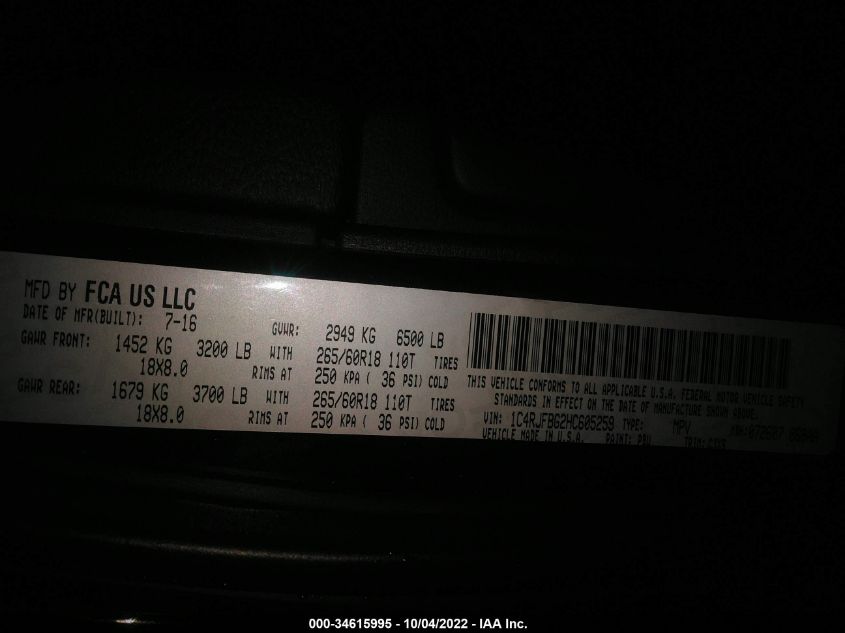 MFD BY FCA US LLC
DATE OF MFR(BUILT): 7-16
GVWR: 2949 KG 6500 LB
GAWR FRONT: 1452 KG 3200 LB WITH 265/60R18 110T TIRES
18X8.0 RIMS AT 250 KPA ( 36 PSI) COLD
GAWR REAR: 1679 KG 3700 LB WITH 265/60R18 110T TIRES
18X8.0 RIMS AT 250 KPA ( 36 PSI) COLD
THIS VEHICLE CONFORMS TO ALL APPLICABLE U.S.A. FEDERAL MOTOR VEHICLE SAFETY
STANDARDS IN EFFECT ON THE DATE OF MANUFACTURE SHOWN ABOVE.
VIN: 1C4RJFBG2HC605259 TYPE: MPV
VEHICLE MADE IN U.S.A. PAINT:
000-34615995 - 10/04/2022 - IAA Inc.